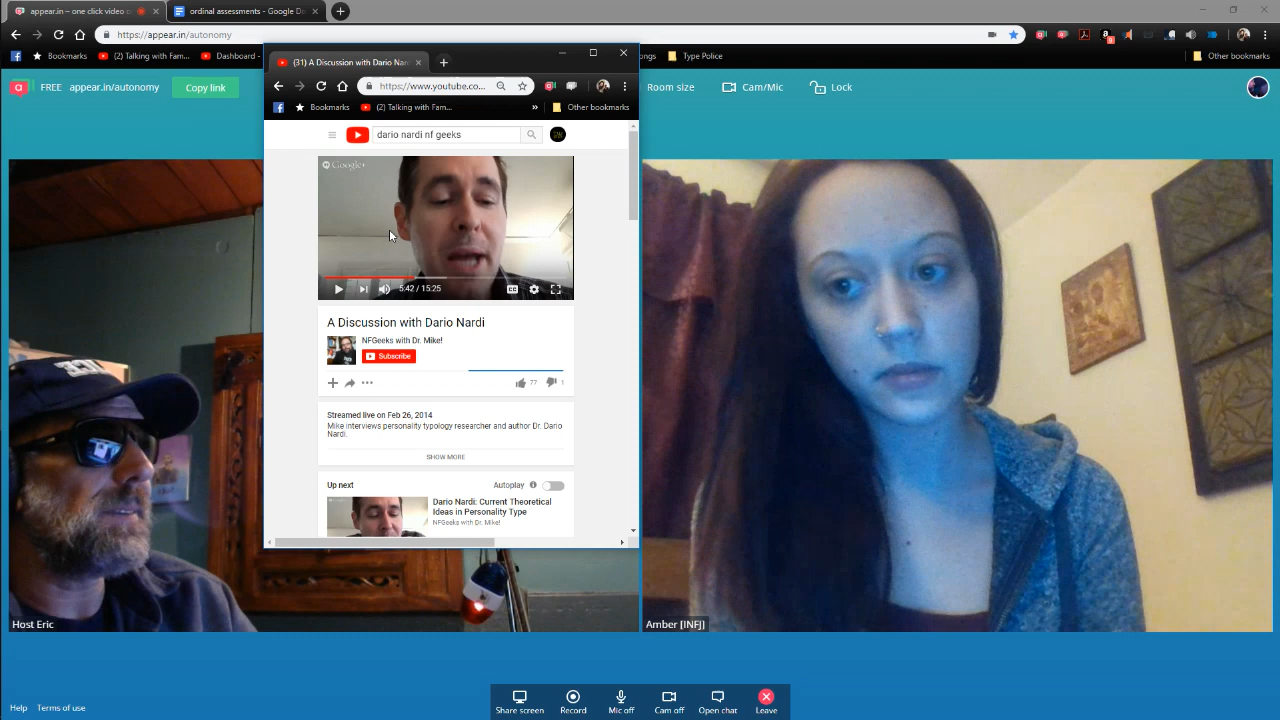 appear.in – one click video c
ordinal assessments - Google Do
appear.in/autonomy
Bookmarks
(2) Talking with Fam...
Dashboard -
ongs
Type Police
Other bookmarks
FREE appear.in/autonomy
Copy link
Room size
Cam/Mic
Lock
(31) A Discussion with Dario Nar
https://www.youtube.co...
Bookmarks
(2) Talking with Fam...
»
Other bookmarks
dario nardi nf geeks
Google+
5:42 / 15:25
CC
A Discussion with Dario Nardi
NFGeeks with Dr. Mike!
Subscribe
77
1
Streamed live on Feb 26, 2014
Mike interviews personality typology researcher and author Dr. Dario
Nardi.
SHOW MORE
Up next
Autoplay
Dario Nardi: Current Theoretical
Ideas in Personality Type
NFGeeks with Dr. Mike!
Host Eric
Amber [INFJ]
Share screen
Record
Mic off
Cam off
Open chat
Leave
Help
Terms of use